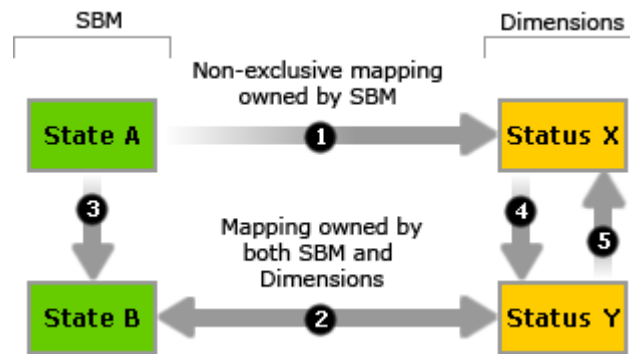 SBM
Dimensions
Non-exclusive mapping
owned by SBM
State A
1
Status X
3
4
5
Mapping owned by
both SBM and
Dimensions
State B
2
Status Y